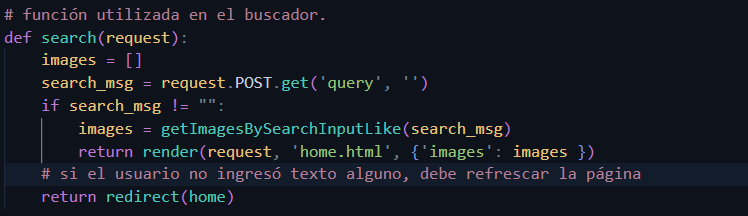 # función utilizada en el buscador.
def search(request):
    images = []
    search_msg = request.POST.get('query', '')
    if search_msg != "":
        images = getImagesBySearchInputLike(search_msg)
        return render(request, 'home.html', {'images': images })
    # si el usuario no ingresó texto alguno, debe refrescar la página
    return redirect(home)